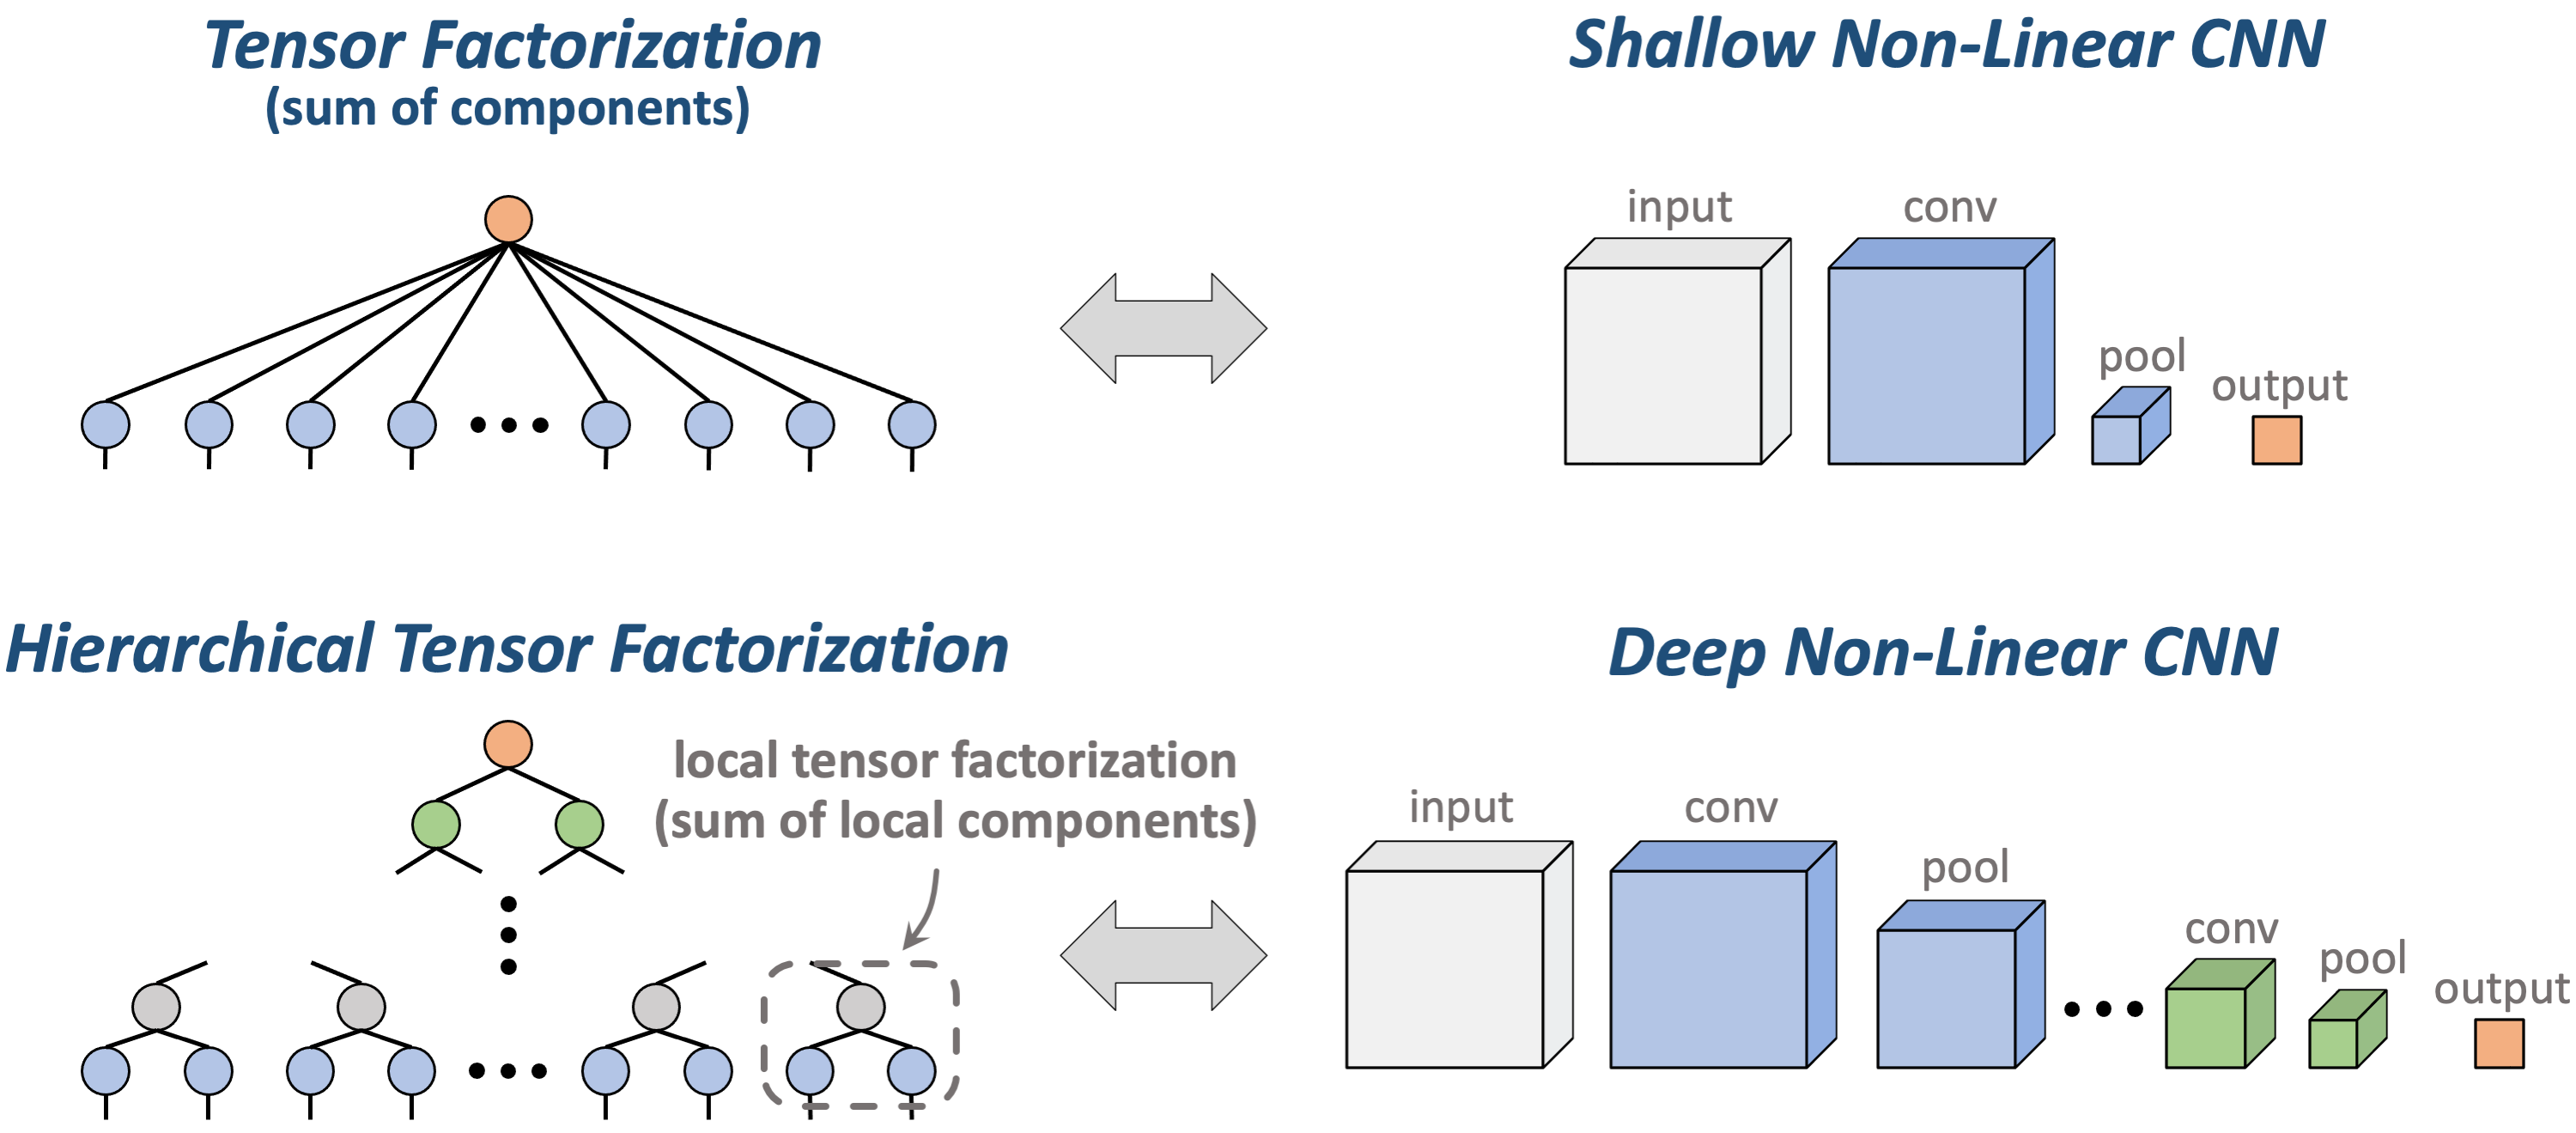 Tensor Factorization
(sum of components)
Shallow Non-Linear CNN
input
conv
pool
output
Hierarchical Tensor Factorization
Deep Non-Linear CNN
local tensor factorization
(sum of local components)
input
conv
pool
conv
pool
output